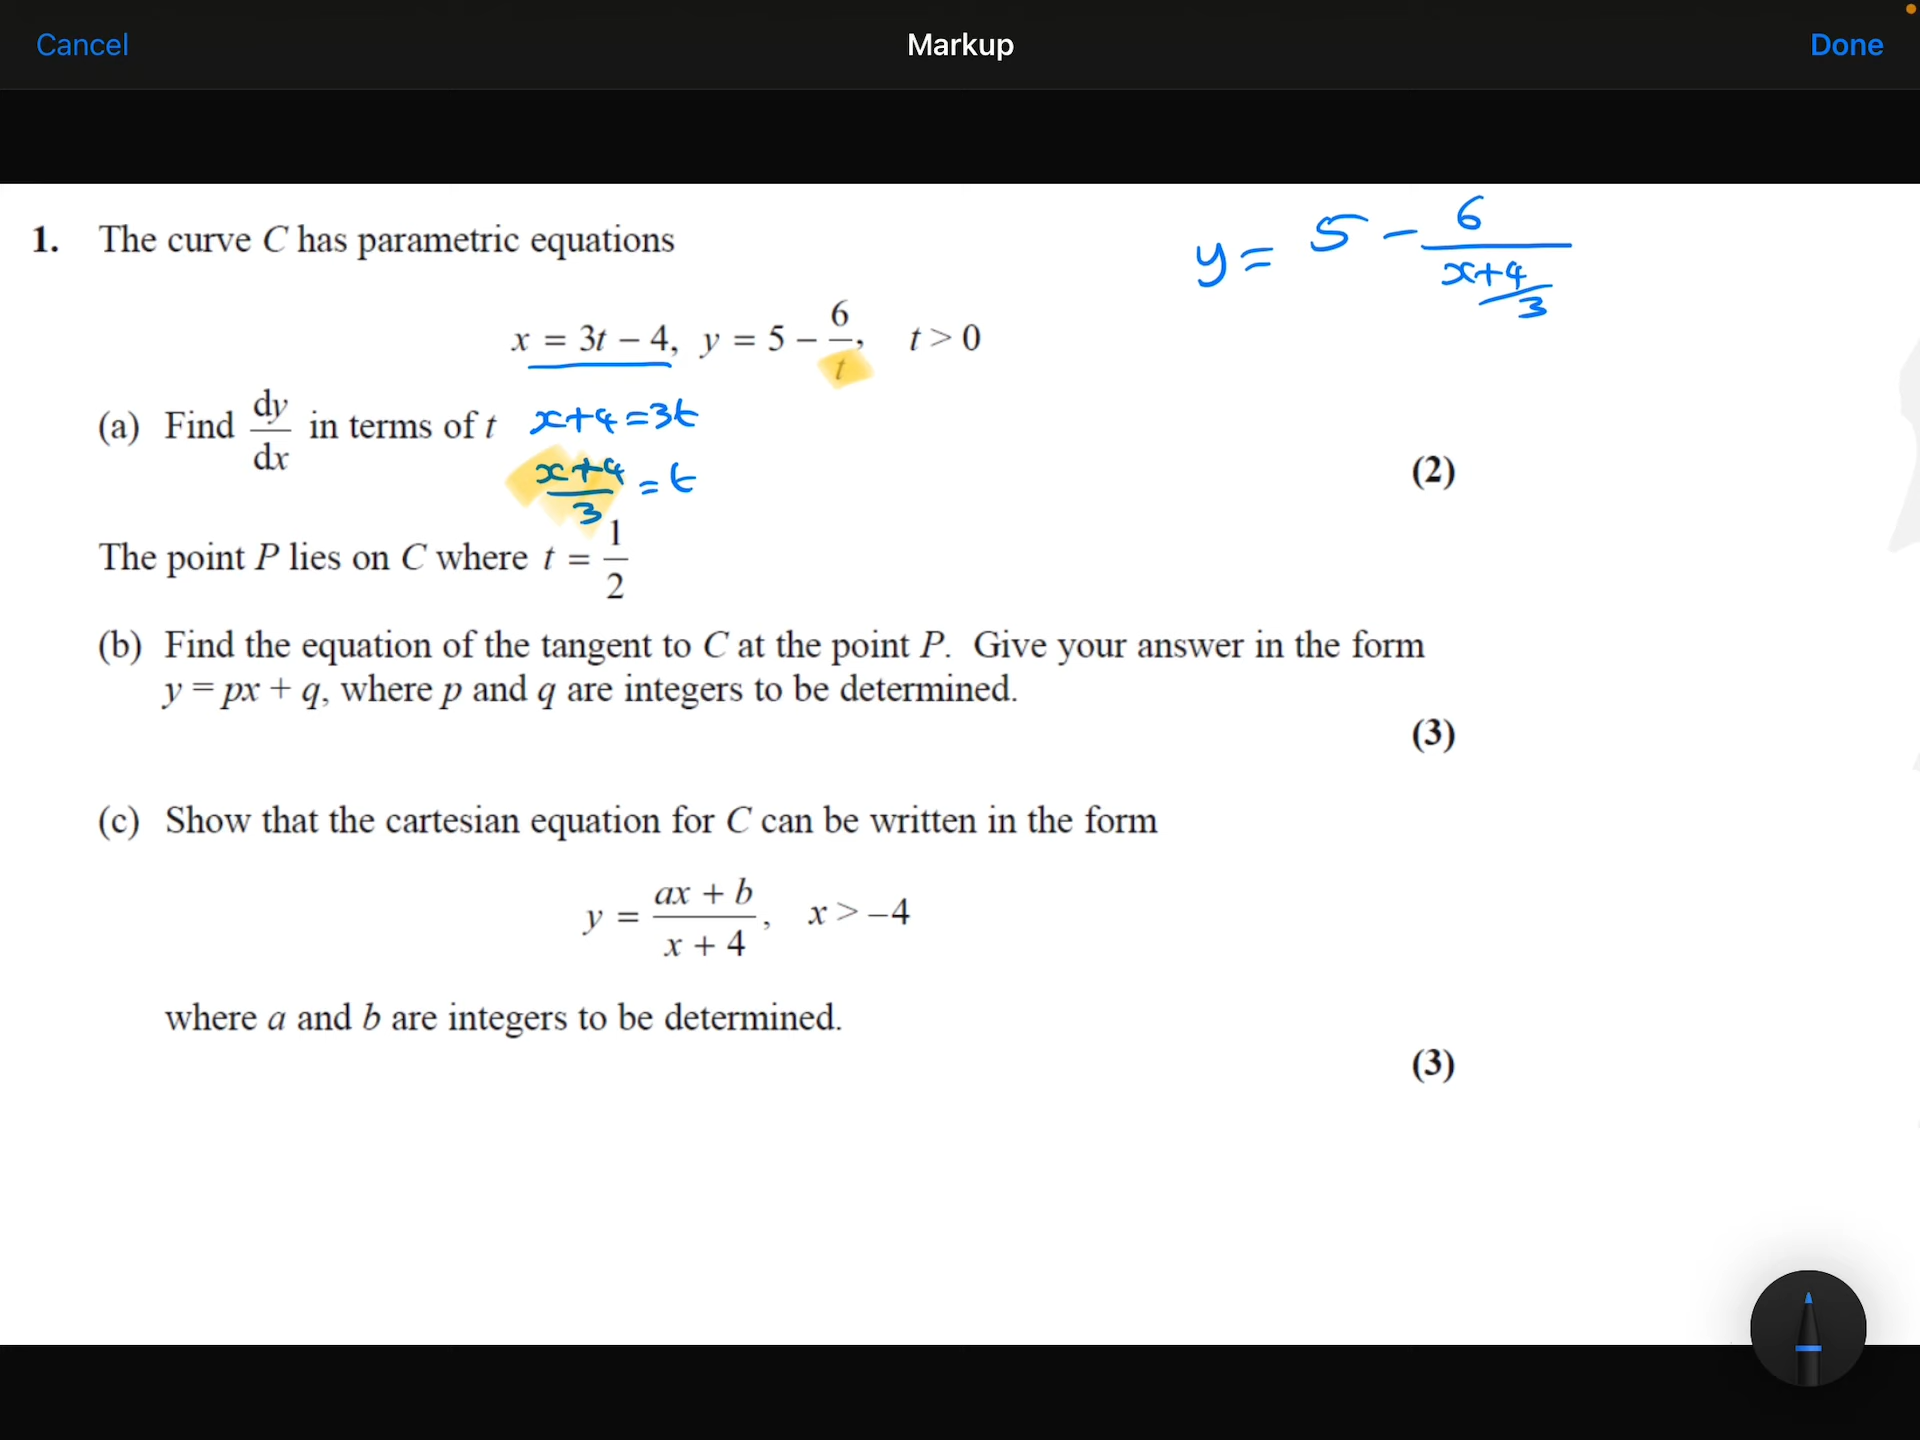 Cancel Markup Done
1. The curve C has parametric equations
y = 5 - 6/((x+4)/3)
x = 3t − 4, y = 5 − 6/t, t > 0
(a) Find dy/dx in terms of t
x+4=3t
(2)
(x+4)/3 = t
The point P lies on C where t = 1/2
(b) Find the equation of the tangent to C at the point P. Give your answer in the form
y = px + q, where p and q are integers to be determined.
(3)
(c) Show that the cartesian equation for C can be written in the form
y = (ax + b)/(x + 4), x > −4
where a and b are integers to be determined.
(3)